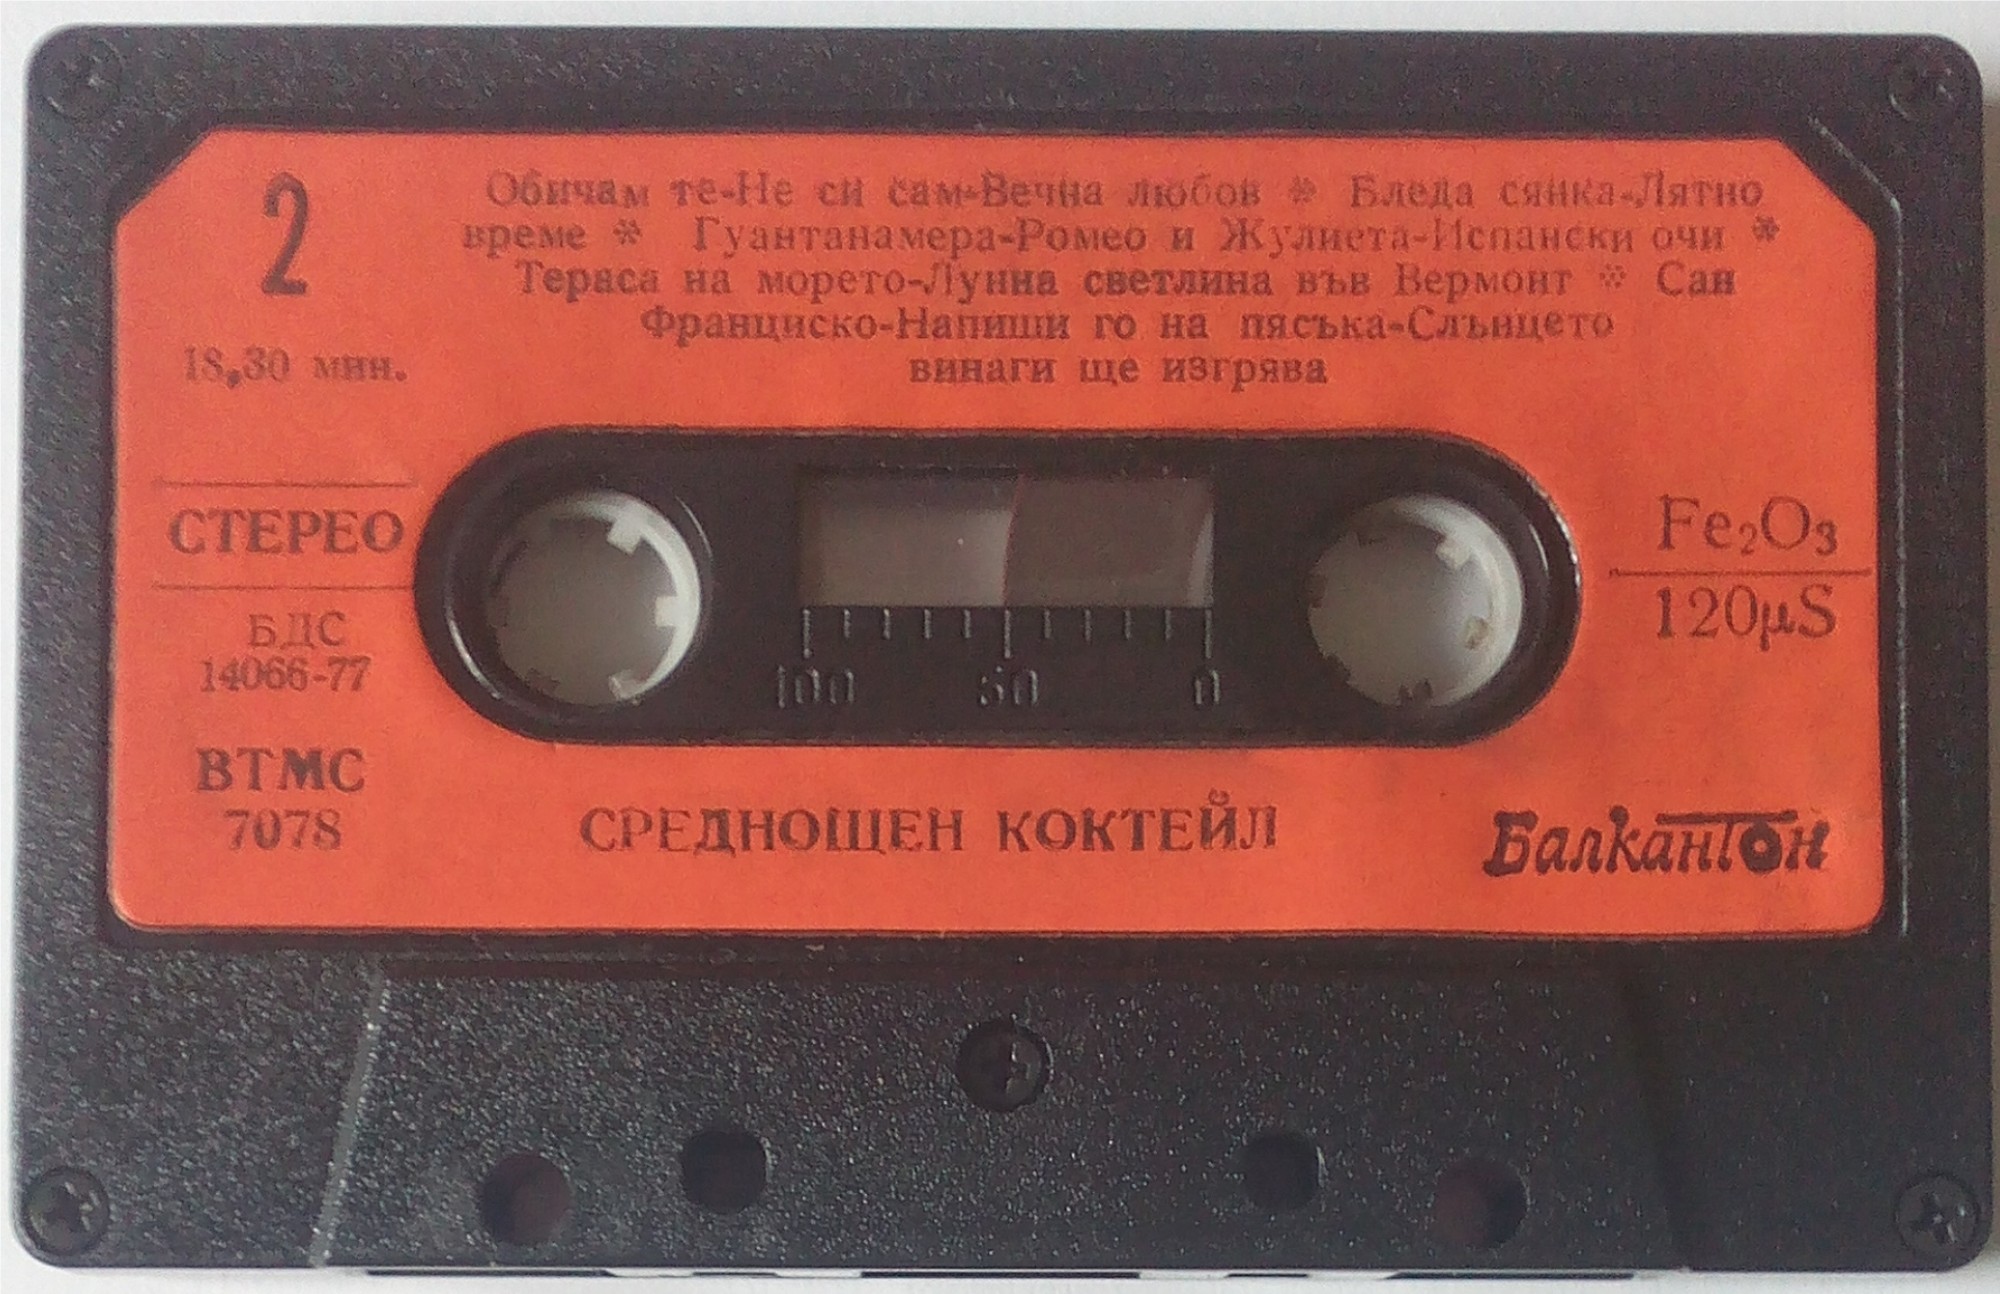 2
Обичам те-Не си сам-Вечна любов * Бледа сянка-Лятно
време * Гуантанамера-Ромео и Жулиета-Испански очи *
Тераса на морето-Лунна светлина във Вермонт * Сан
Франциско-Напиши го на пясъка-Слънцето
винаги ще изгрява
18,30 мин.
СТЕРЕО
БДС
14066-77
ВТМС
7078
100 50 0
Fe₂O₃
120μS
СРЕДНОЩЕН КОКТЕЙЛ
Балкантон